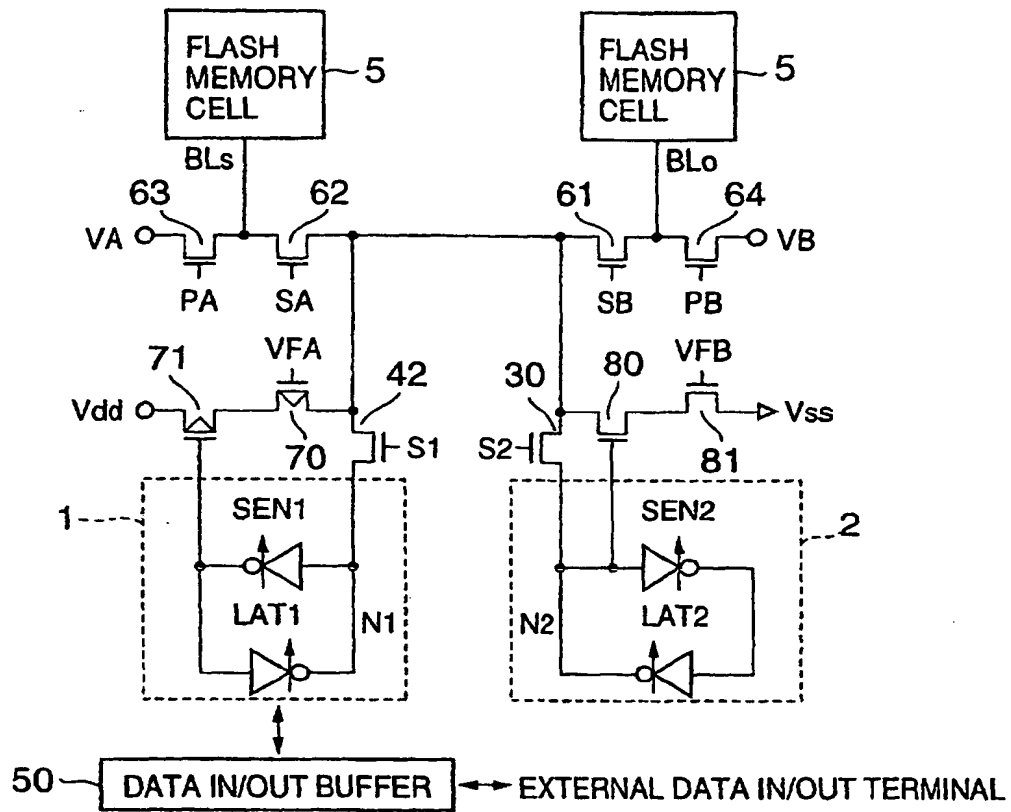 FLASH
MEMORY
CELL
5
FLASH
MEMORY
CELL
5
BLs
BLo
63
62
61
64
VA
VB
PA
SA
SB
PB
71
VFA
42
30
80
VFB
Vdd
70
S1
S2
81
Vss
1
SEN1
SEN2
2
LAT1
N1
N2
LAT2
50
DATA IN/OUT BUFFER
EXTERNAL DATA IN/OUT TERMINAL